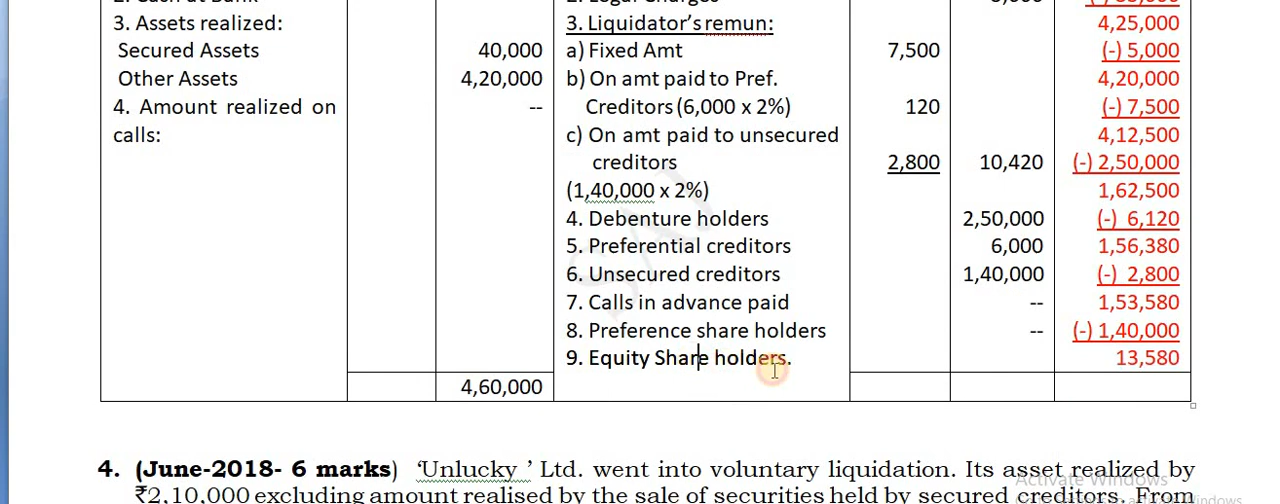 3. Assets realized:
Secured Assets 40,000
Other Assets 4,20,000
4. Amount realized on --
calls:
4,60,000
3. Liquidator's remun:
a) Fixed Amt 7,500
b) On amt paid to Pref.
Creditors (6,000 x 2%) 120
c) On amt paid to unsecured
creditors 2,800 10,420
(1,40,000 x 2%)
4. Debenture holders 2,50,000
5. Preferential creditors 6,000
6. Unsecured creditors 1,40,000
7. Calls in advance paid --
8. Preference share holders --
9. Equity Share holders.
4,25,000
(-) 5,000
4,20,000
(-) 7,500
4,12,500
(-) 2,50,000
1,62,500
(-) 6,120
1,56,380
(-) 2,800
1,53,580
(-) 1,40,000
13,580
4. (June-2018- 6 marks) 'Unlucky ' Ltd. went into voluntary liquidation. Its asset realized by
₹2,10,000 excluding amount realised by the sale of securities held by secured creditors. From
Activate Windows